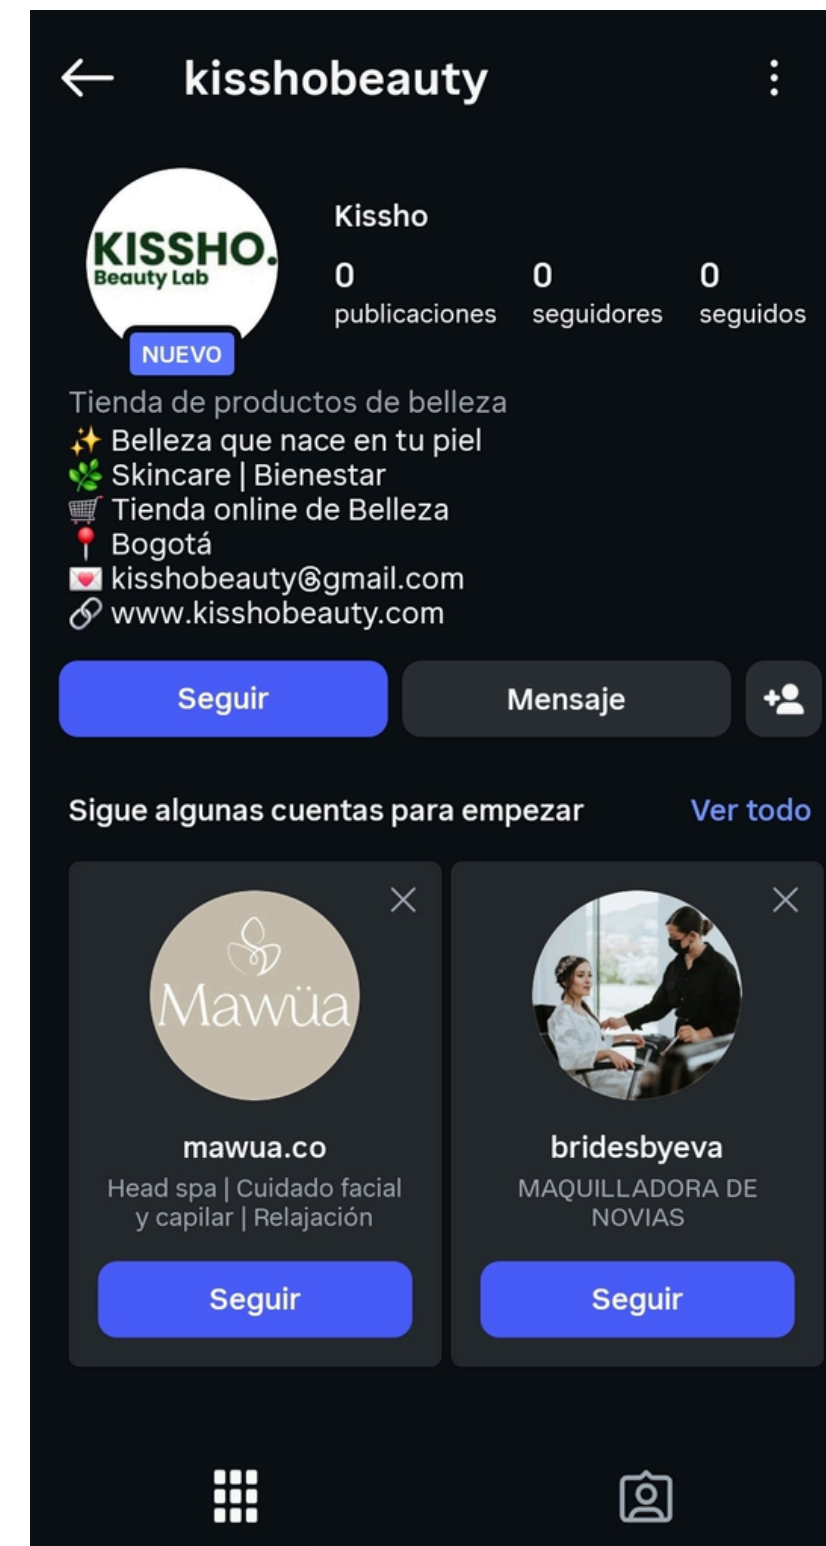 kisshobeauty
KISSHO.
Beauty Lab
NUEVO
Kissho
0 0 0
publicaciones seguidores seguidos
Tienda de productos de belleza
✨ Belleza que nace en tu piel
🌿 Skincare | Bienestar
🛒 Tienda online de Belleza
📍 Bogotá
💌 kisshobeauty@gmail.com
🔗 www.kisshobeauty.com
Seguir Mensaje
Sigue algunas cuentas para empezar Ver todo
Mawüa
mawua.co
Head spa | Cuidado facial
y capilar | Relajación
Seguir
bridesbyeva
MAQUILLADORA DE
NOVIAS
Seguir